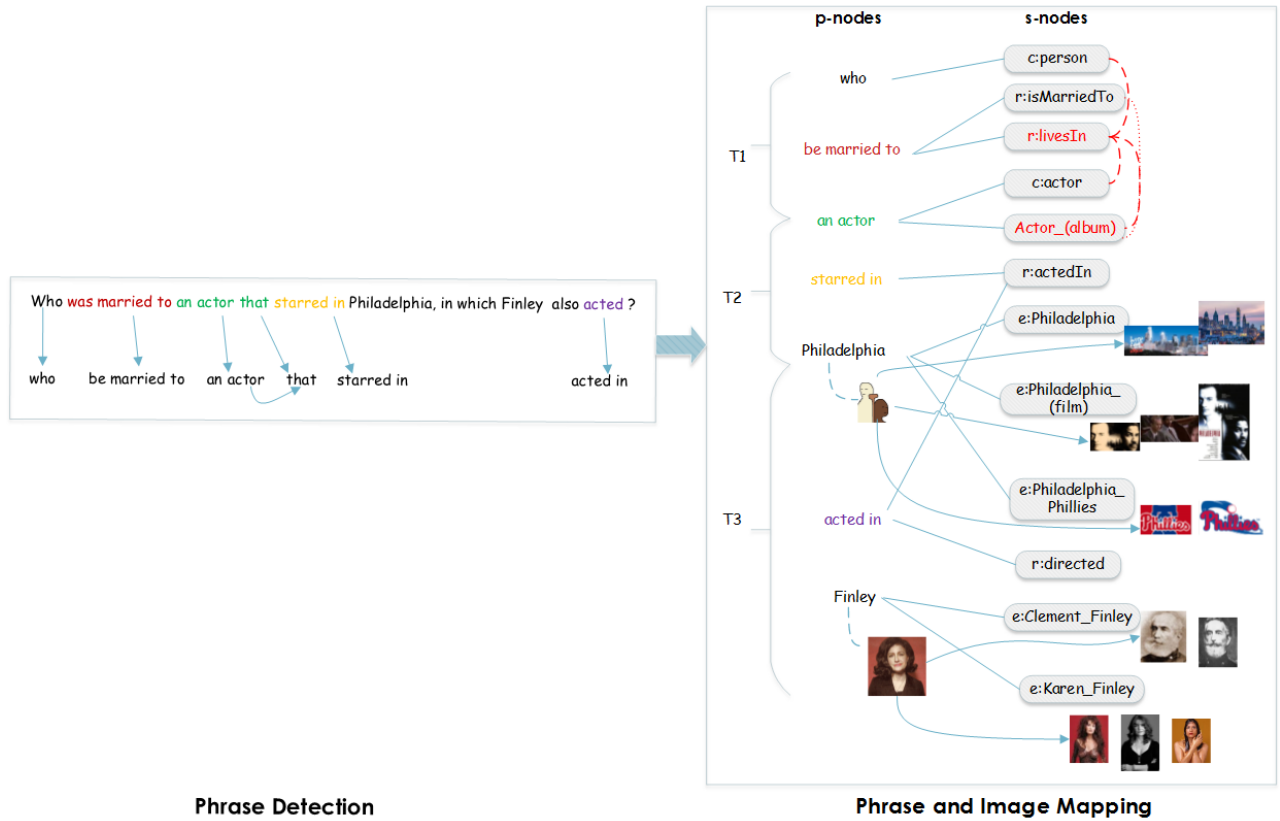 p-nodes
s-nodes
who
c:person
r:isMarriedTo
be married to
r:livesIn
T1
c:actor
an actor
Actor_(album)
starred in
r:actedIn
T2
e:Philadelphia
Philadelphia
e:Philadelphia_
(film)
e:Philadelphia_
Phillies
Phillies
Phillies
T3
acted in
r:directed
Finley
e:Clement_Finley
e:Karen_Finley
Who was married to an actor that starred in Philadelphia, in which Finley also acted ?
who be married to an actor that starred in acted in
Phrase Detection
Phrase and Image Mapping